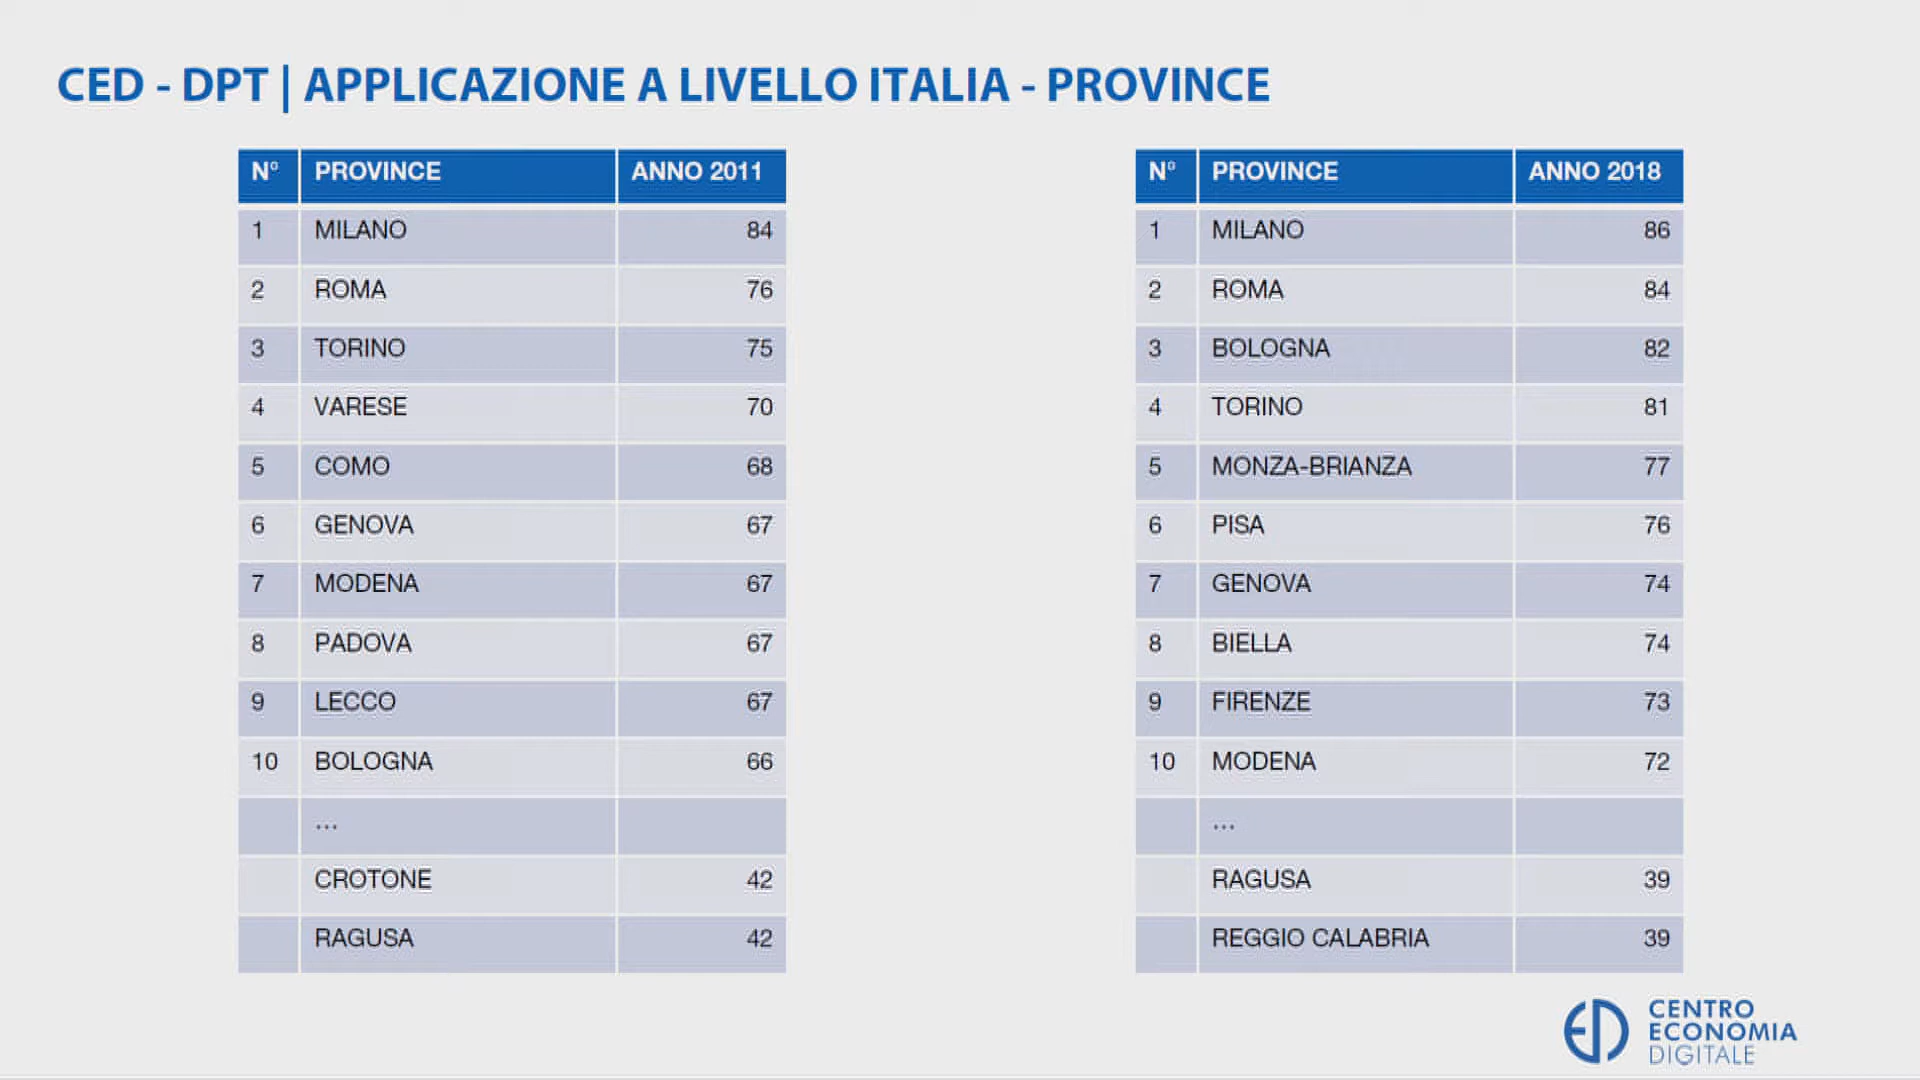 CED - DPT | APPLICAZIONE A LIVELLO ITALIA - PROVINCE
N° PROVINCE ANNO 2011
1 MILANO 84
2 ROMA 76
3 TORINO 75
4 VARESE 70
5 COMO 68
6 GENOVA 67
7 MODENA 67
8 PADOVA 67
9 LECCO 67
10 BOLOGNA 66
...
CROTONE 42
RAGUSA 42
N° PROVINCE ANNO 2018
1 MILANO 86
2 ROMA 84
3 BOLOGNA 82
4 TORINO 81
5 MONZA-BRIANZA 77
6 PISA 76
7 GENOVA 74
8 BIELLA 74
9 FIRENZE 73
10 MODENA 72
...
RAGUSA 39
REGGIO CALABRIA 39
CENTRO
ECONOMIA
DIGITALE